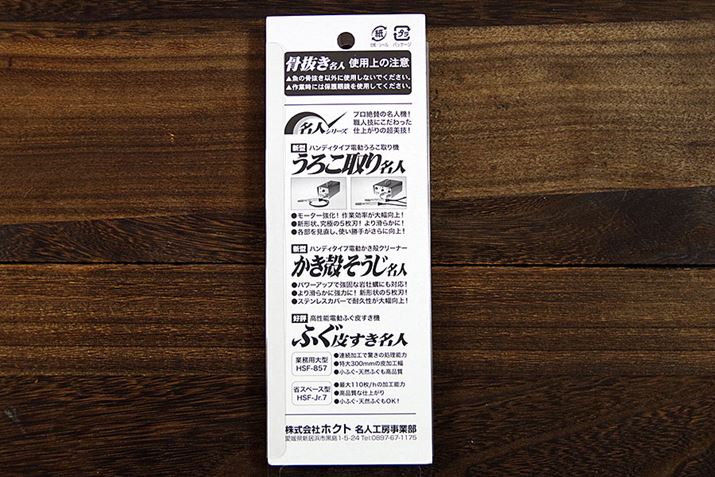 紙
プラ
台紙・シール
パッケージ
骨抜き名人 使用上の注意
▲魚の骨抜き以外に使用しないでください。
▲作業時には保護眼鏡を使用してください。
名人シリーズ
プロ絶賛の名人機!
職人技にこだわった
仕上がりの超美技!
新型 ハンディタイプ電動うろこ取り機
うろこ取り名人
●モーター強化! 作業効率が大幅向上!
●新形状、究極の5枚刃! より滑らかに!
●各部を見直し、使い勝手がさらに向上!
新型 ハンディタイプ電動かき殻クリーナー
かき殻そうじ名人
●パワーアップで強固な岩牡蠣にも対応!
●より滑らかに強力に! 新形状の5枚刃!
●ステンレスカバーで耐久性が大幅向上!
好評 高性能電動ふぐ皮すき機
ふぐ皮すき名人
業務用大型
HSF-857
●連続加工で驚きの処理能力
●特大300mmの皮加工幅
●小ふぐ・天然ふぐも高品質
省スペース型
HSF-Jr.7
●最大110枚/hの加工能力
●高品質な仕上がり
●小ふぐ・天然ふぐもOK!
株式会社ホクト 名人工房事業部
愛媛県新居浜市黒島1-5-24 Tel:0897-67-1175